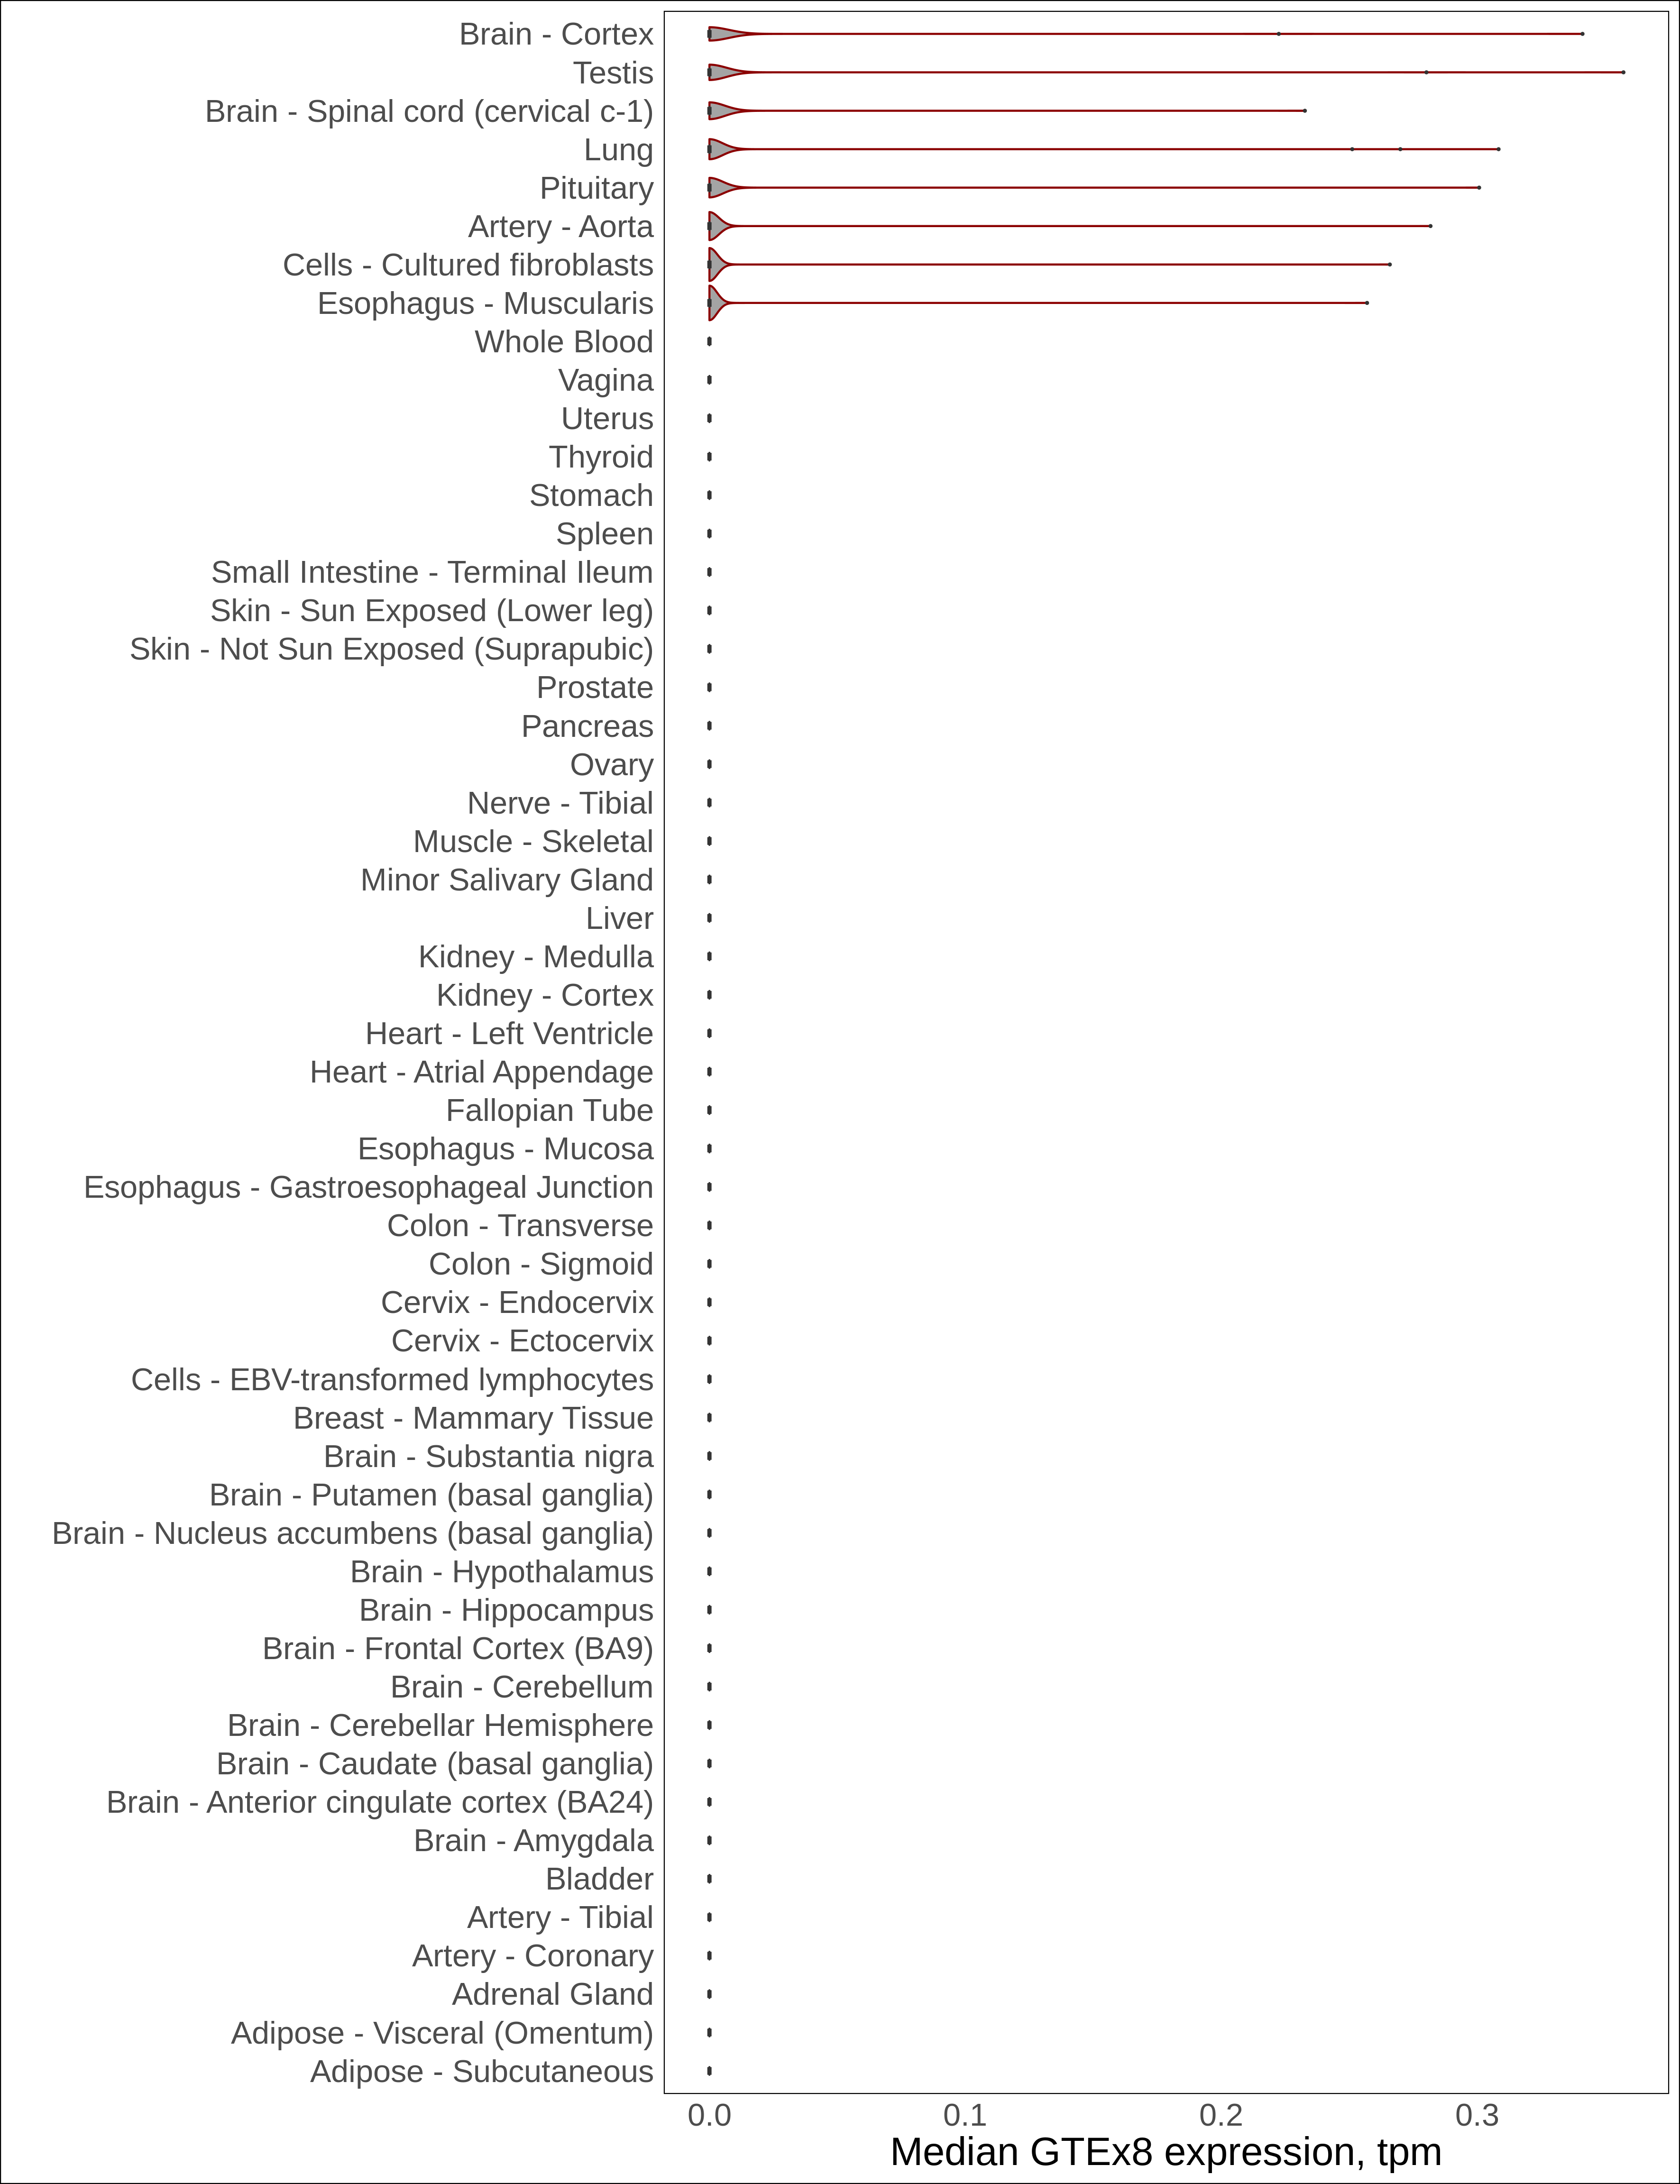 Brain - Cortex
Testis
Brain - Spinal cord (cervical c-1)
Lung
Pituitary
Artery - Aorta
Cells - Cultured fibroblasts
Esophagus - Muscularis
Whole Blood
Vagina
Uterus
Thyroid
Stomach
Spleen
Small Intestine - Terminal Ileum
Skin - Sun Exposed (Lower leg)
Skin - Not Sun Exposed (Suprapubic)
Prostate
Pancreas
Ovary
Nerve - Tibial
Muscle - Skeletal
Minor Salivary Gland
Liver
Kidney - Medulla
Kidney - Cortex
Heart - Left Ventricle
Heart - Atrial Appendage
Fallopian Tube
Esophagus - Mucosa
Esophagus - Gastroesophageal Junction
Colon - Transverse
Colon - Sigmoid
Cervix - Endocervix
Cervix - Ectocervix
Cells - EBV-transformed lymphocytes
Breast - Mammary Tissue
Brain - Substantia nigra
Brain - Putamen (basal ganglia)
Brain - Nucleus accumbens (basal ganglia)
Brain - Hypothalamus
Brain - Hippocampus
Brain - Frontal Cortex (BA9)
Brain - Cerebellum
Brain - Cerebellar Hemisphere
Brain - Caudate (basal ganglia)
Brain - Anterior cingulate cortex (BA24)
Brain - Amygdala
Bladder
Artery - Tibial
Artery - Coronary
Adrenal Gland
Adipose - Visceral (Omentum)
Adipose - Subcutaneous
0.0 0.1 0.2 0.3
Median GTEx8 expression, tpm